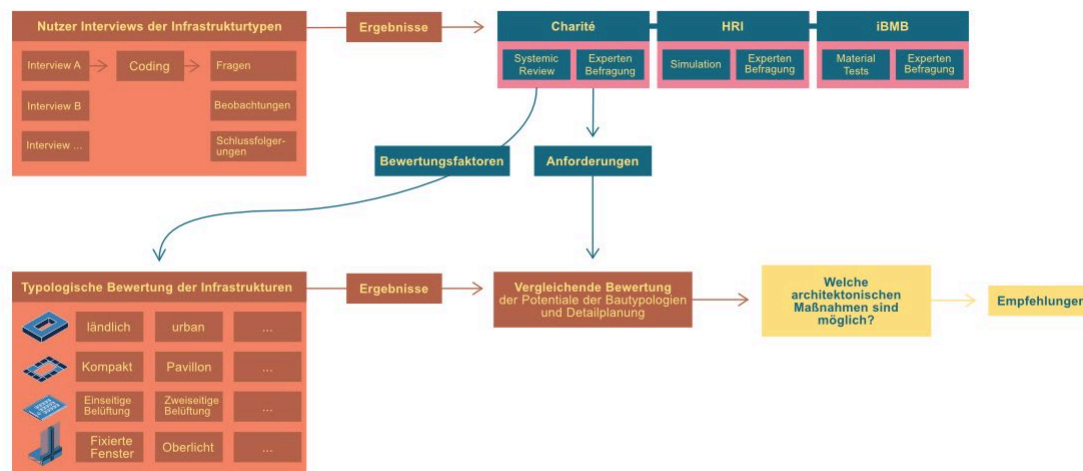 Nutzer Interviews der Infrastrukturtypen
Interview A
Coding
Fragen
Interview B
Beobachtungen
Interview ...
Schlussfolger-
ungen
Ergebnisse
Charité
HRI
iBMB
Systemic
Review
Experten
Befragung
Simulation
Experten
Befragung
Material
Tests
Experten
Befragung
Bewertungsfaktoren
Anforderungen
Typologische Bewertung der Infrastrukturen
ländlich
urban
...
Kompakt
Pavillon
...
Einseitige
Belüftung
Zweiseitige
Belüftung
...
Fixierte
Fenster
Oberlicht
...
Ergebnisse
Vergleichende Bewertung
der Potentiale der Bautypologien
und Detailplanung
Welche
architektonischen
Maßnahmen sind
möglich?
Empfehlungen